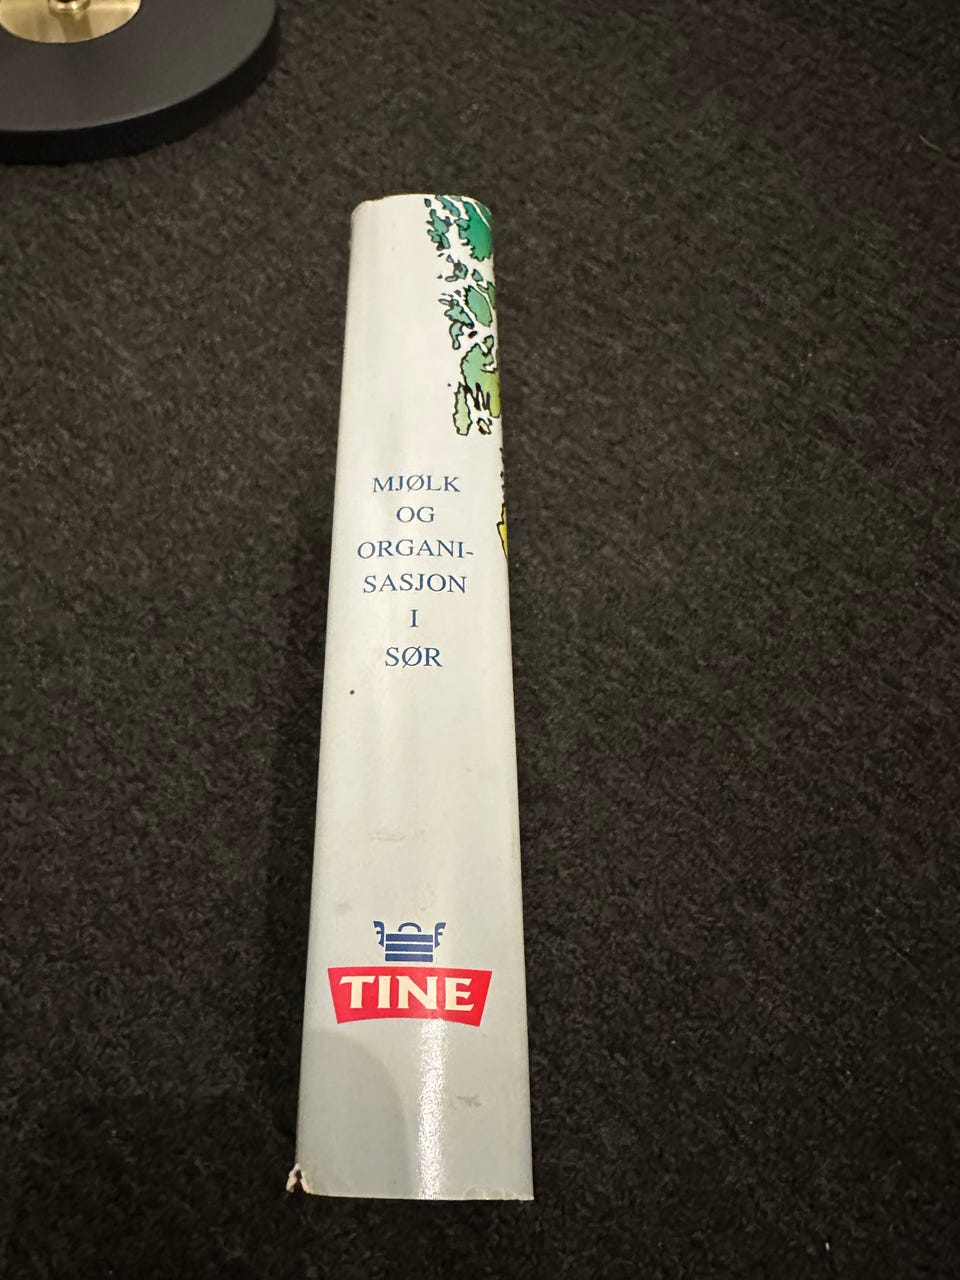 MJØLK
OG
ORGANI-
SASJON
I
SØR
TINE